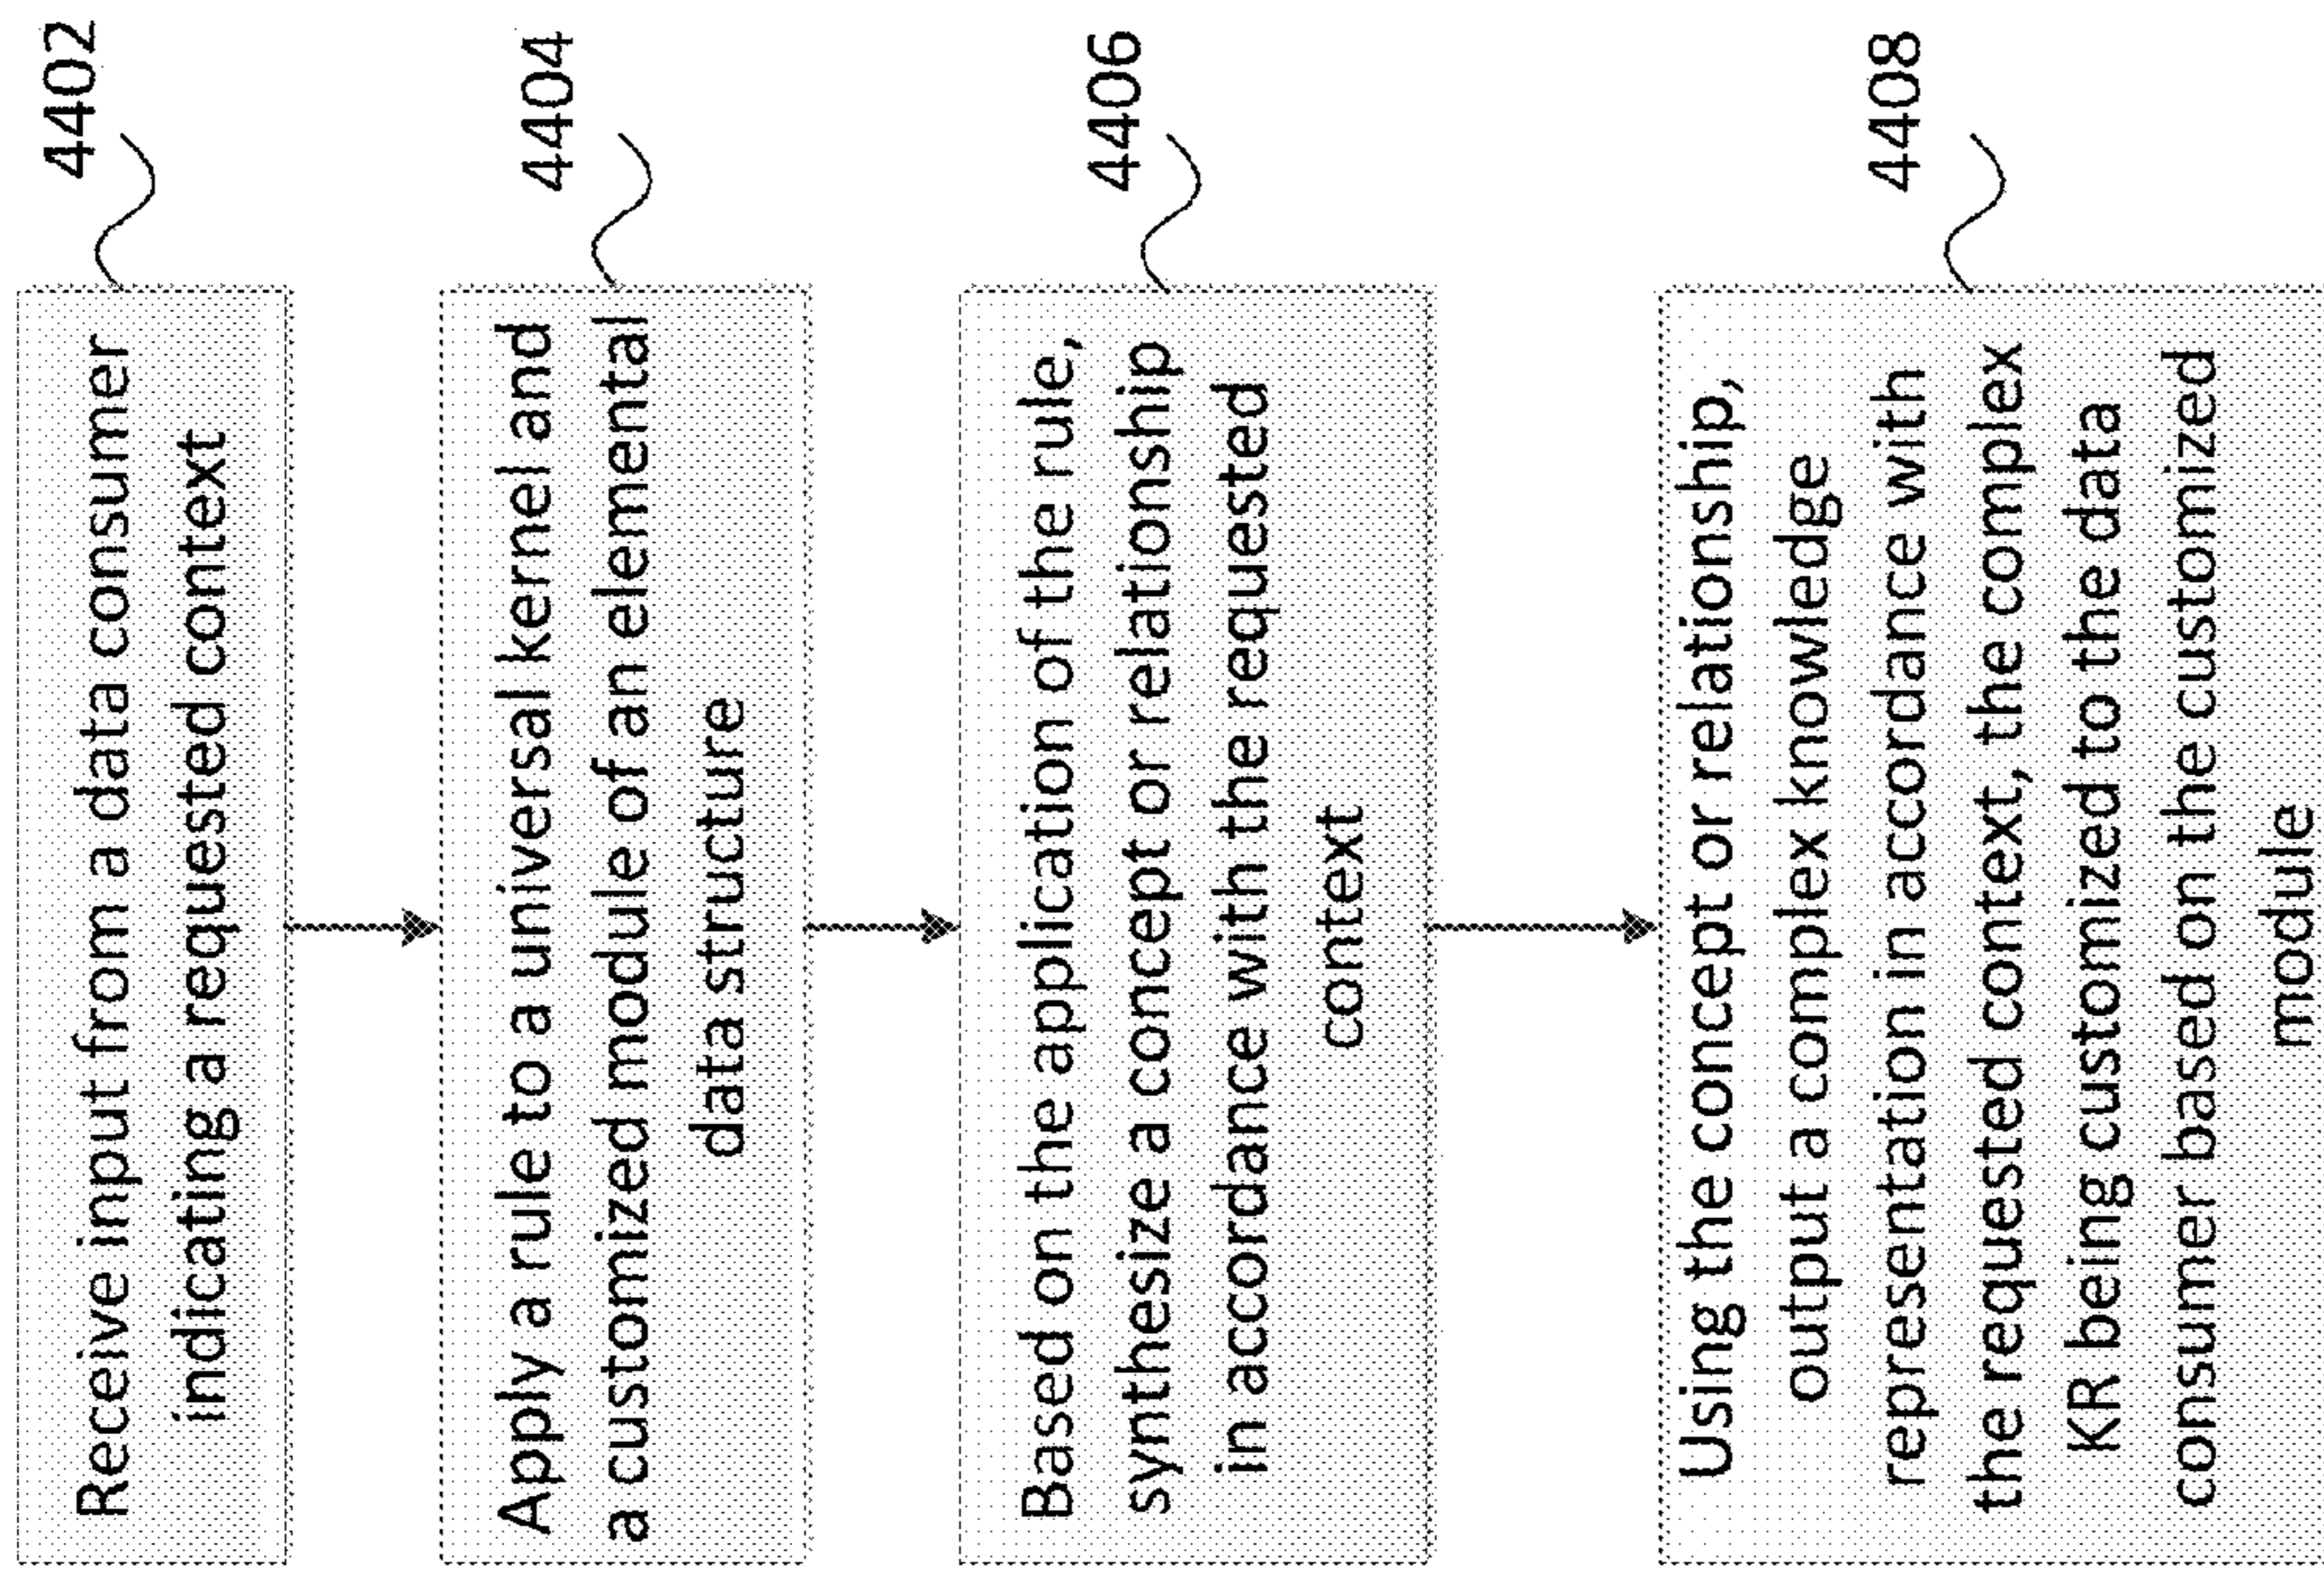 Receive input from a data consumer
indicating a requested context
4402
Apply a rule to a universal kernel and
a customized module of an elemental
data structure
4404
Based on the application of the rule,
synthesize a concept or relationship
in accordance with the requested
context
4406
Using the concept or relationship,
output a complex knowledge
representation in accordance with
the requested context, the complex
KR being customized to the data
consumer based on the customized
module
4408